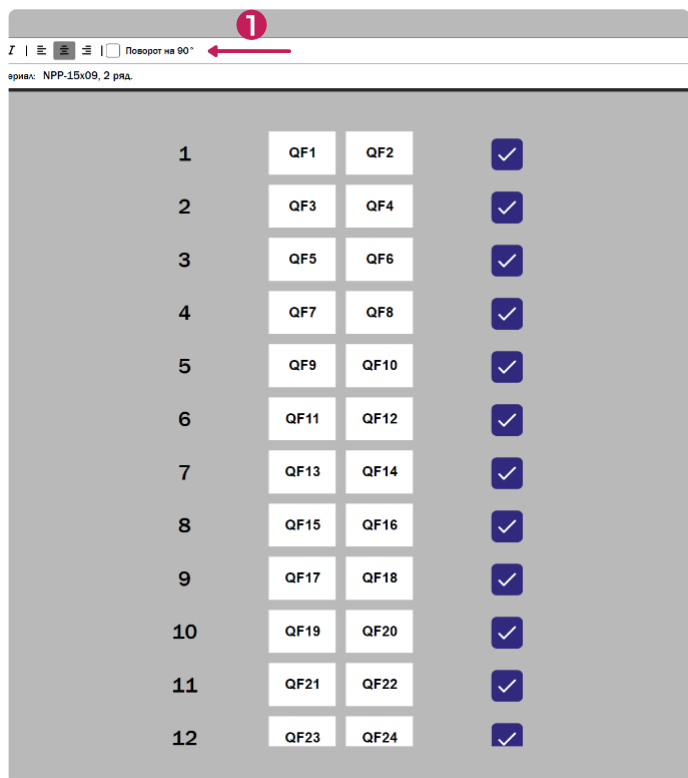 1
I Поворот на 90°
ериал: NPP-15x09, 2 ряд.
1 QF1 QF2
2 QF3 QF4
3 QF5 QF6
4 QF7 QF8
5 QF9 QF10
6 QF11 QF12
7 QF13 QF14
8 QF15 QF16
9 QF17 QF18
10 QF19 QF20
11 QF21 QF22
12 QF23 QF24